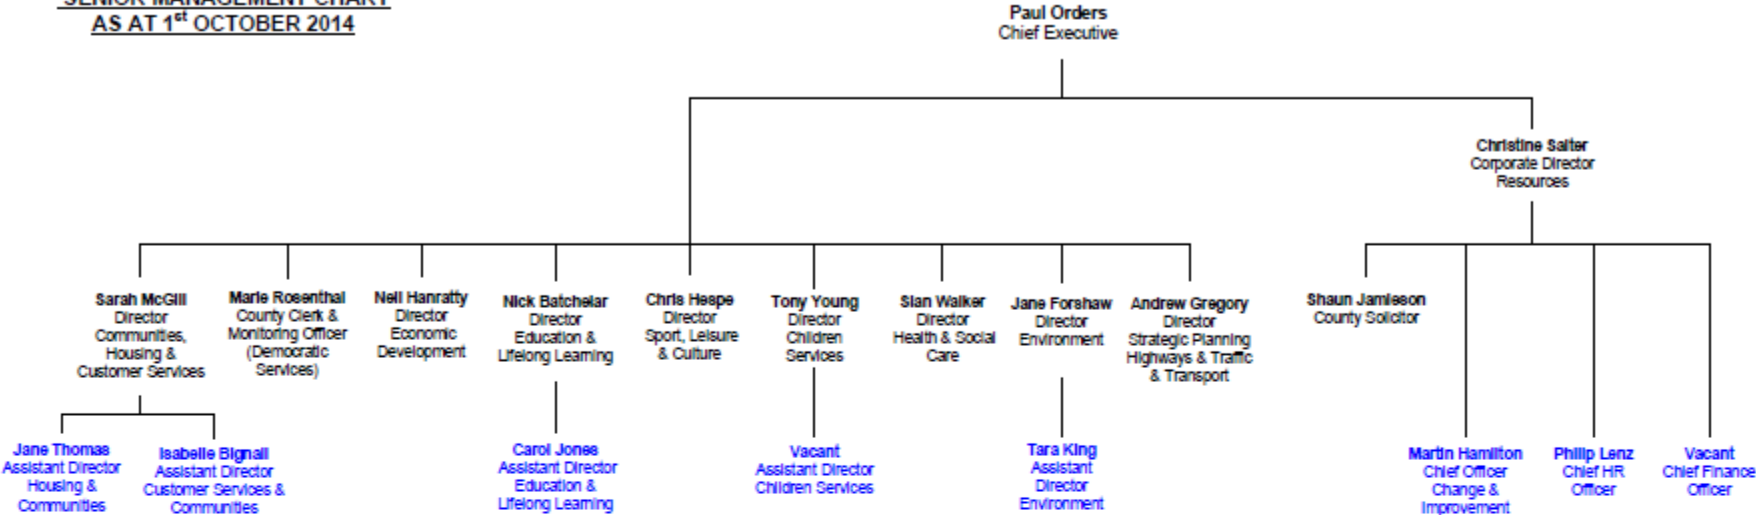 SENIOR MANAGEMENT CHART
AS AT 1st OCTOBER 2014
Paul Orders
Chief Executive
Christine Salter
Corporate Director
Resources
Sarah McGill
Director
Communities,
Housing &
Customer Services
Marie Rosenthal
County Clerk &
Monitoring Officer
(Democratic
Services)
Neil Hanratty
Director
Economic
Development
Nick Batchelar
Director
Education &
Lifelong Learning
Chris Hespe
Director
Sport, Leisure
& Culture
Tony Young
Director
Children
Services
Sian Walker
Director
Health & Social
Care
Jane Forshaw
Director
Environment
Andrew Gregory
Director
Strategic Planning
Highways & Traffic
& Transport
Shaun Jamieson
County Solicitor
Jane Thomas
Assistant Director
Housing &
Communities
Isabelle Bignall
Assistant Director
Customer Services &
Communities
Carol Jones
Assistant Director
Education &
Lifelong Learning
Vacant
Assistant Director
Children Services
Tara King
Assistant
Director
Environment
Martin Hamilton
Chief Officer
Change &
Improvement
Philip Lenz
Chief HR
Officer
Vacant
Chief Finance
Officer